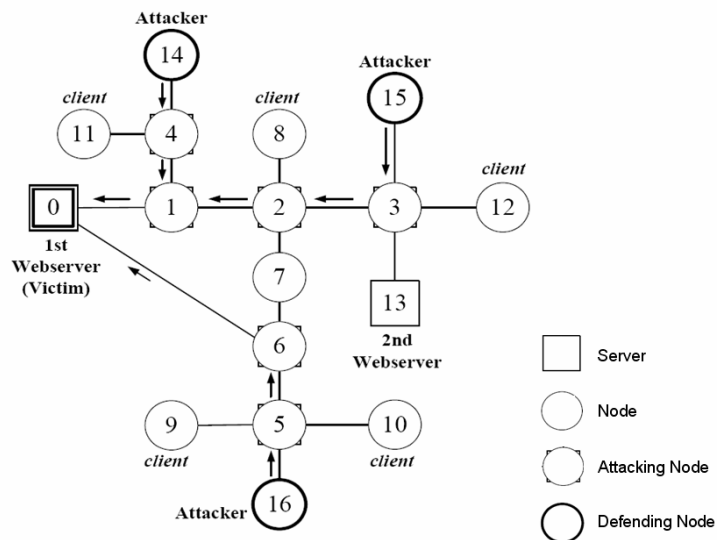 Attacker
14
client
11
4
client
8
Attacker
15
client
0
1
2
3
12
1st
Webserver
(Victim)
7
13
2nd
Webserver
6
9
client
5
10
client
Attacker
16
Server
Node
Attacking Node
Defending Node